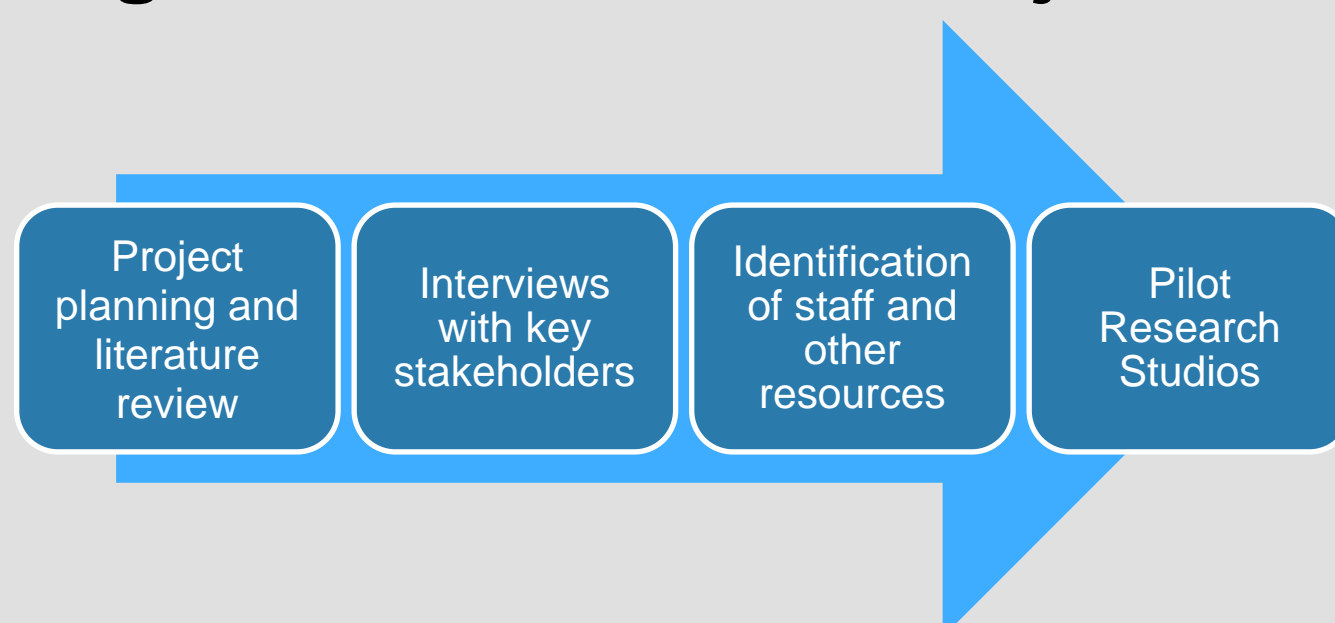 Project
planning and
literature
review
Interviews
with key
stakeholders
Identification
of staff and
other
resources
Pilot
Research
Studios